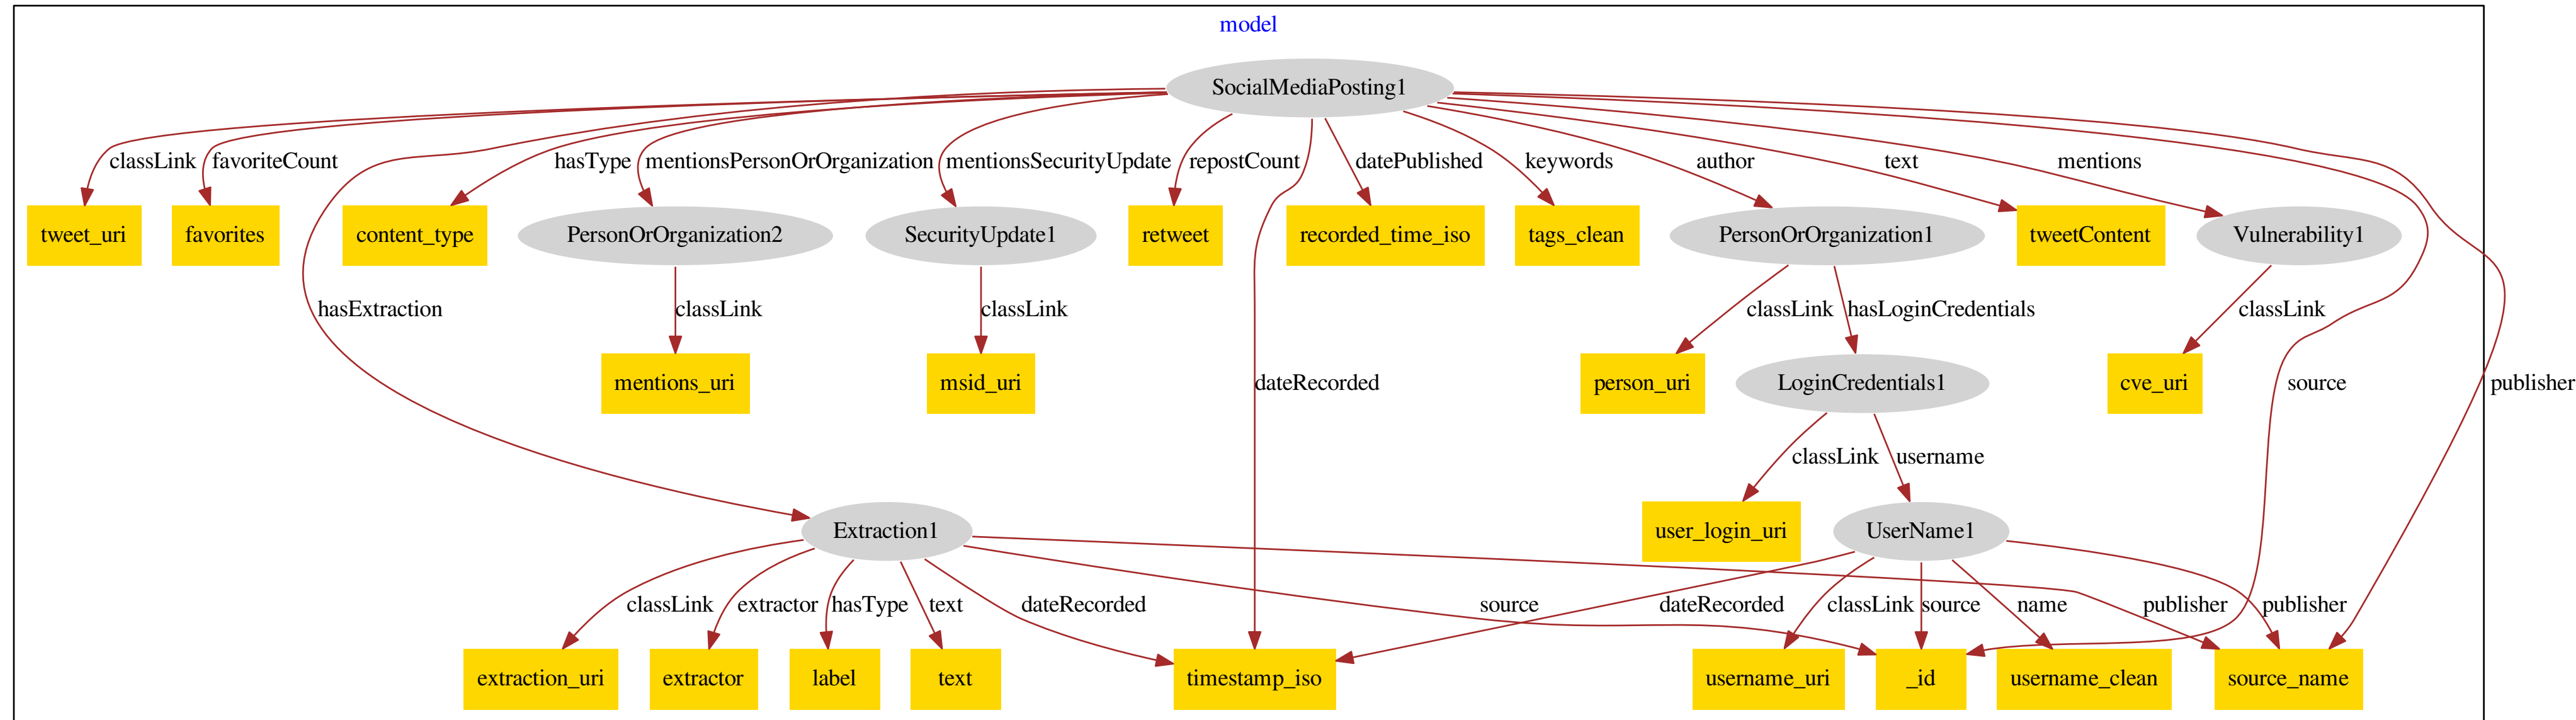 model
SocialMediaPosting1
classLink
favoriteCount
hasType
mentionsPersonOrOrganization
mentionsSecurityUpdate
repostCount
datePublished
keywords
author
text
mentions
tweet_uri
favorites
content_type
PersonOrOrganization2
SecurityUpdate1
retweet
recorded_time_iso
tags_clean
PersonOrOrganization1
tweetContent
Vulnerability1
hasExtraction
classLink
classLink
classLink
hasLoginCredentials
classLink
mentions_uri
msid_uri
dateRecorded
person_uri
LoginCredentials1
cve_uri
source
publisher
classLink
username
Extraction1
user_login_uri
UserName1
classLink
extractor
hasType
text
dateRecorded
source
dateRecorded
classLink
source
name
publisher
publisher
extraction_uri
extractor
label
text
timestamp_iso
username_uri
_id
username_clean
source_name